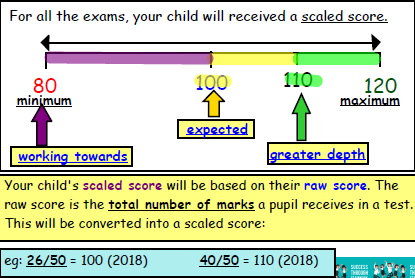 For all the exams, your child will received a scaled score.
80 100 110 120
minimum maximum
expected
working towards greater depth
Your child's scaled score will be based on their raw score. The
raw score is the total number of marks a pupil receives in a test.
This will be converted into a scaled score:
eg: 26/50 = 100 (2018) 40/50 = 110 (2018)
SUCCESS
THROUGH